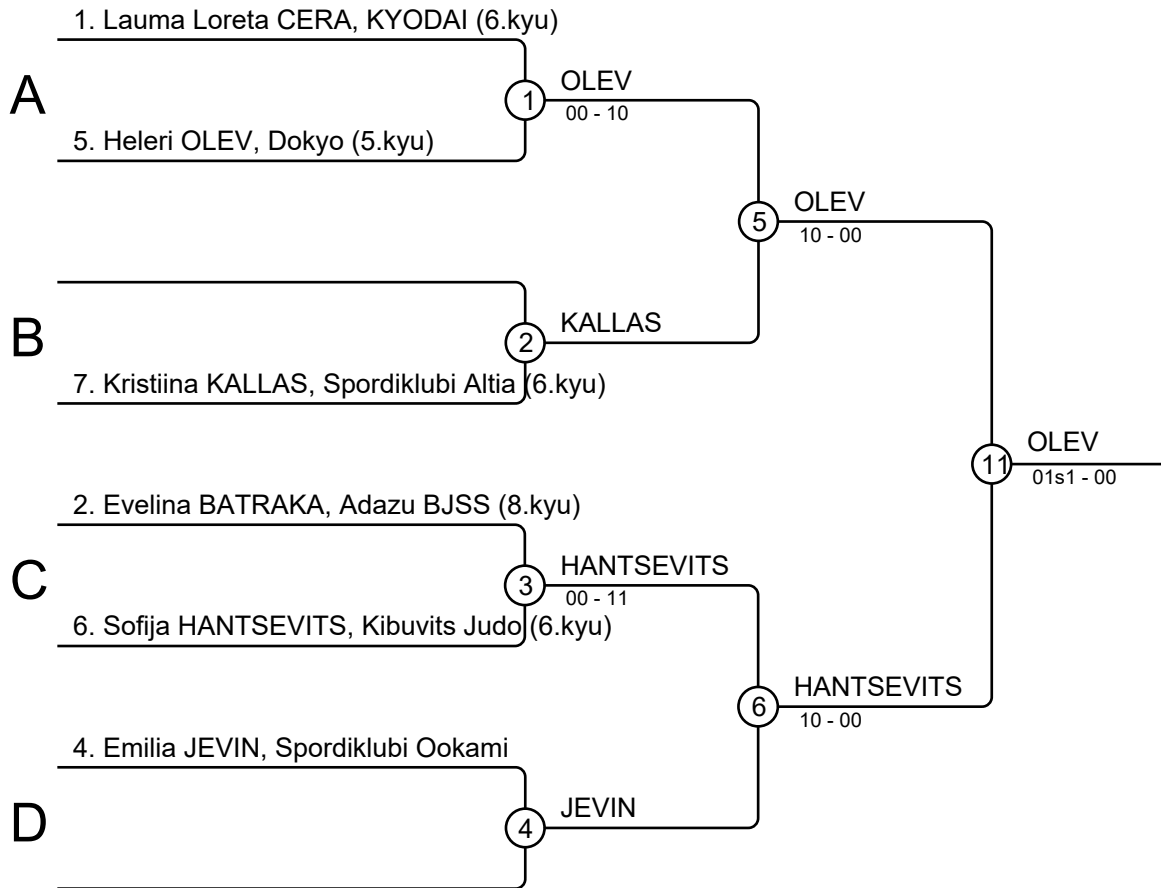 1. Lauma Loreta CERA, KYODAI (6.kyu)
A
1
OLEV
00 - 10
5. Heleri OLEV, Dokyo (5.kyu)
5
OLEV
10 - 00
B
2
KALLAS
7. Kristiina KALLAS, Spordiklubi Altia (6.kyu)
11
OLEV
01s1 - 00
2. Evelina BATRAKA, Adazu BJSS (8.kyu)
C
3
HANTSEVITS
00 - 11
6. Sofija HANTSEVITS, Kibuvits Judo (6.kyu)
6
HANTSEVITS
10 - 00
4. Emilia JEVIN, Spordiklubi Ookami
D
4
JEVIN